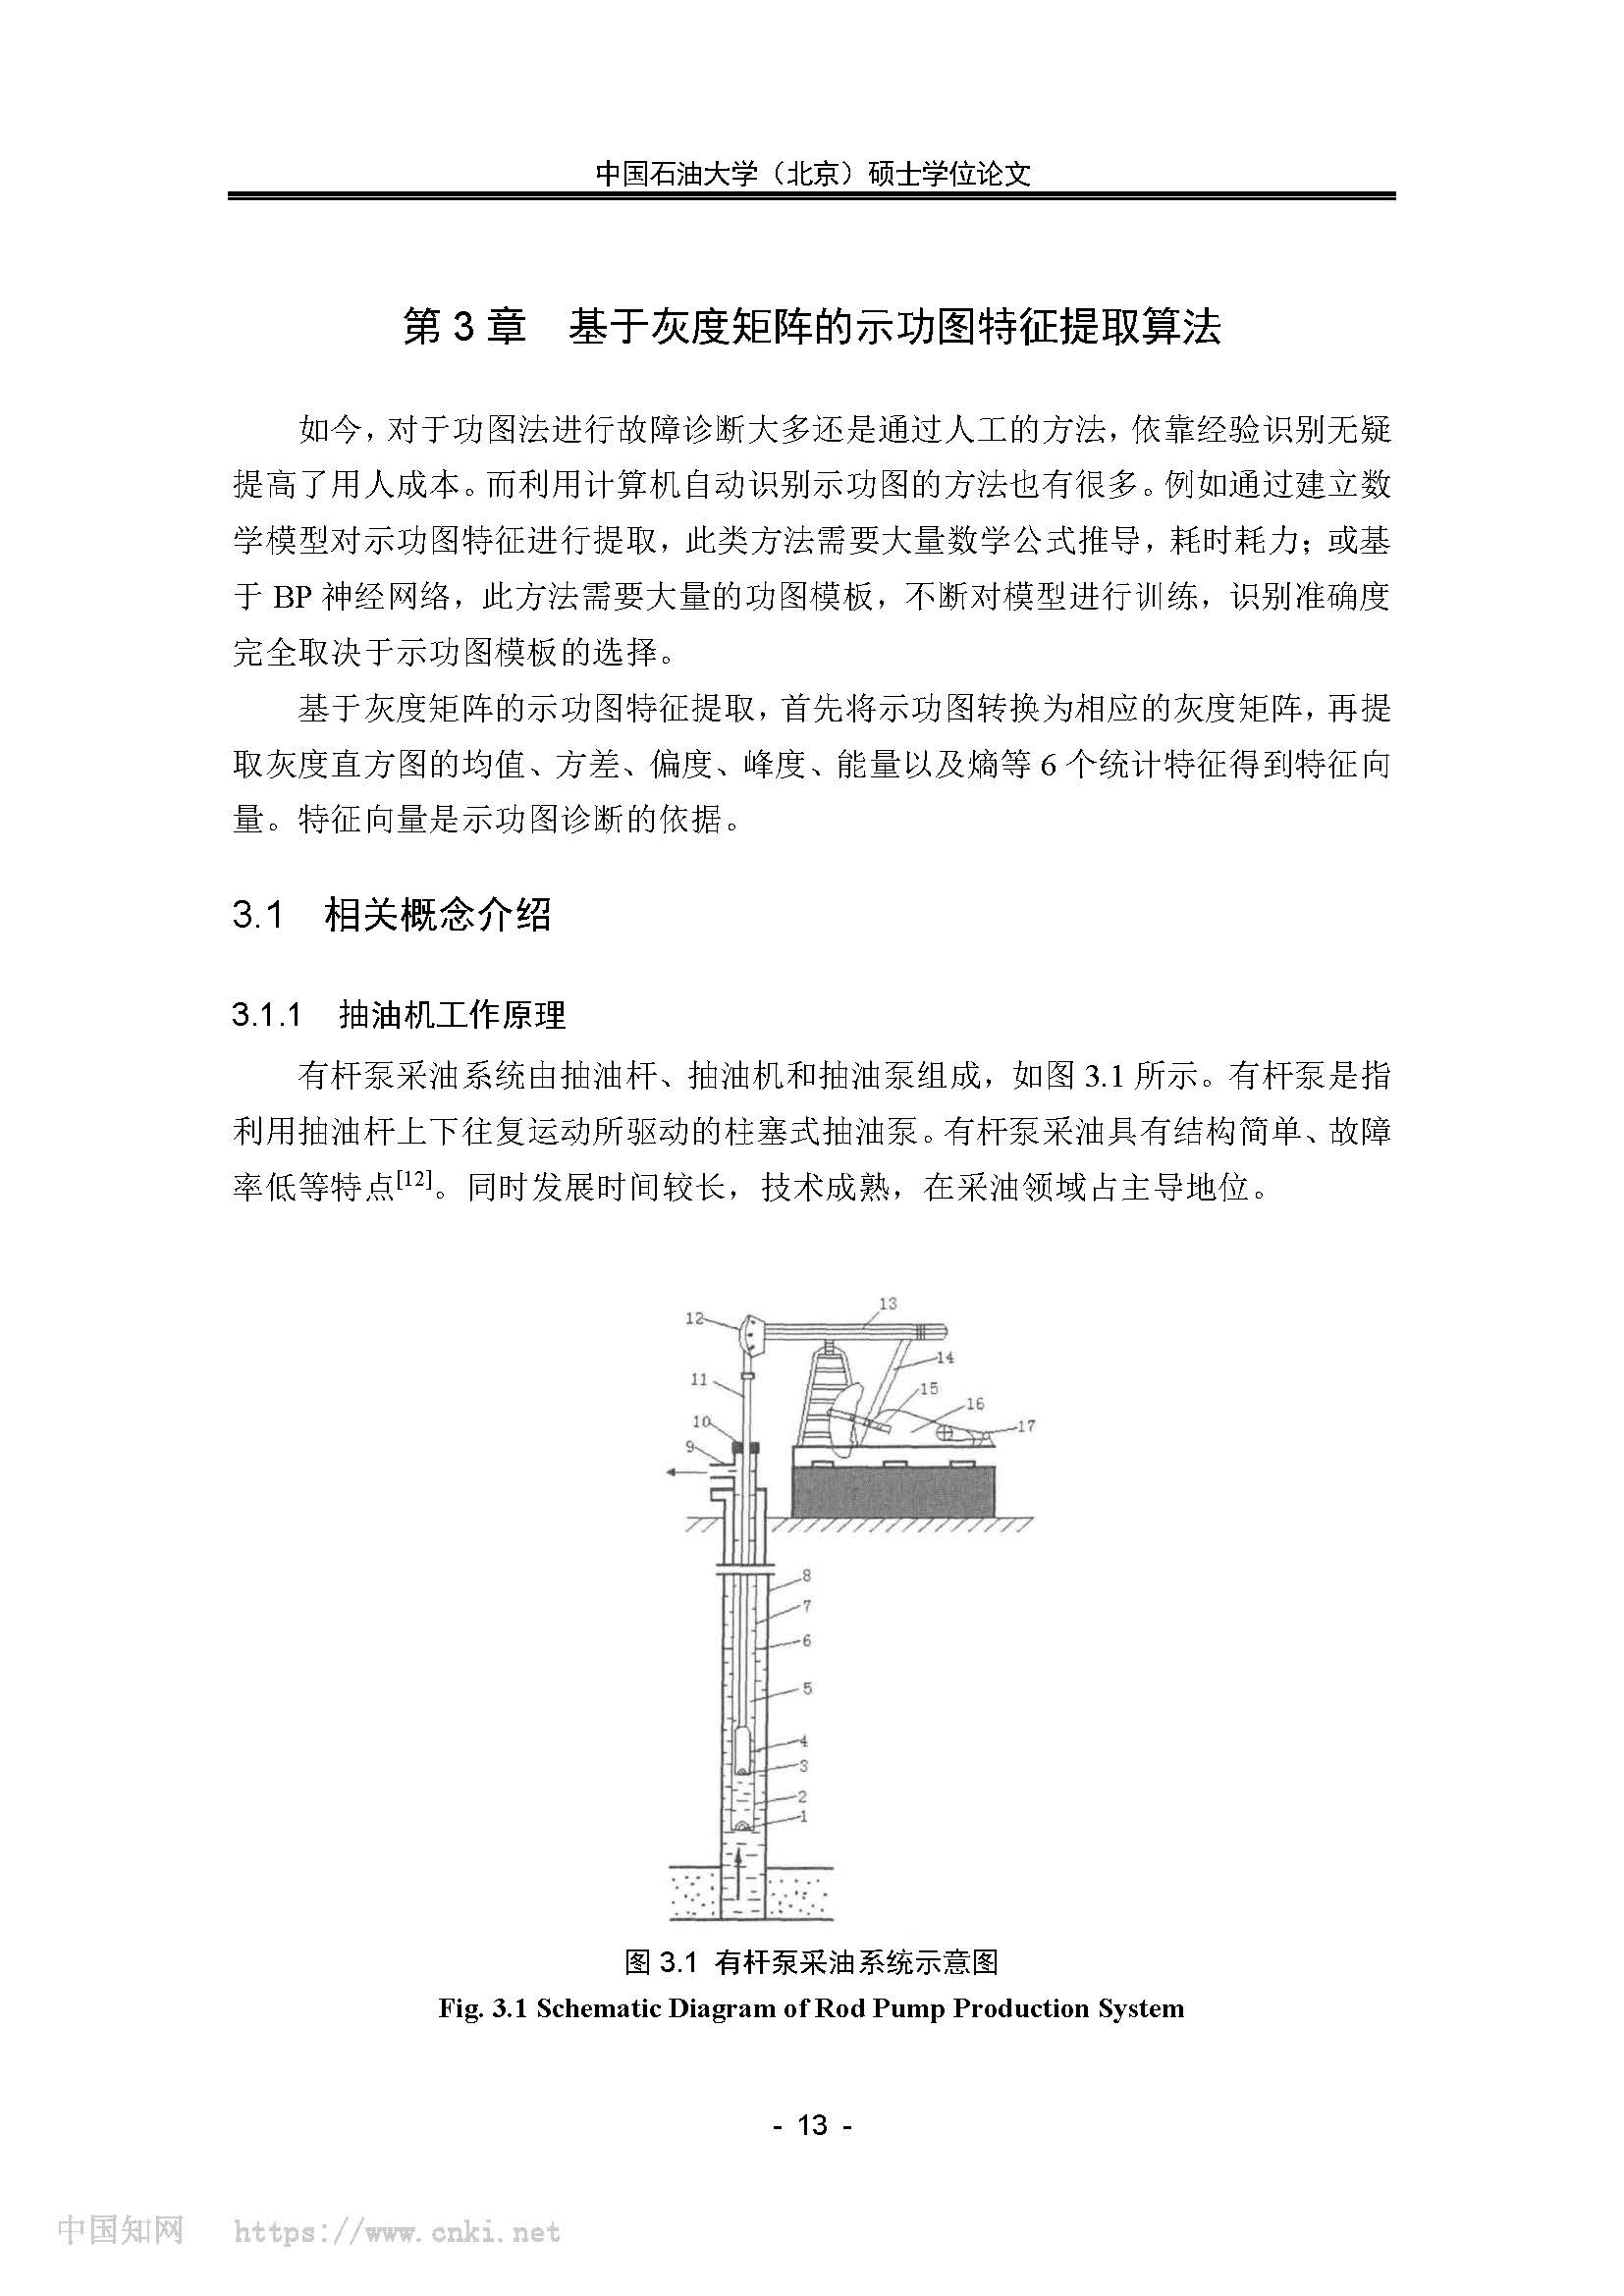 中国石油大学（北京）硕士学位论文
第 3 章　基于灰度矩阵的示功图特征提取算法
如今，对于功图法进行故障诊断大多还是通过人工的方法，依靠经验识别无疑
提高了用人成本。而利用计算机自动识别示功图的方法也有很多。例如通过建立数
学模型对示功图特征进行提取，此类方法需要大量数学公式推导，耗时耗力；或基
于 BP 神经网络，此方法需要大量的功图模板，不断对模型进行训练，识别准确度
完全取决于示功图模板的选择。
基于灰度矩阵的示功图特征提取，首先将示功图转换为相应的灰度矩阵，再提
取灰度直方图的均值、方差、偏度、峰度、能量以及熵等 6 个统计特征得到特征向
量。特征向量是示功图诊断的依据。
3.1　相关概念介绍
3.1.1　抽油机工作原理
有杆泵采油系统由抽油杆、抽油机和抽油泵组成，如图 3.1 所示。有杆泵是指
利用抽油杆上下往复运动所驱动的柱塞式抽油泵。有杆泵采油具有结构简单、故障
率低等特点[12]。同时发展时间较长，技术成熟，在采油领域占主导地位。
13
12
14
11
15
16
10
17
9
8
7
6
5
4
3
2
1
图 3.1 有杆泵采油系统示意图
Fig. 3.1 Schematic Diagram of Rod Pump Production System
- 13 -
中国知网 https://www.cnki.net